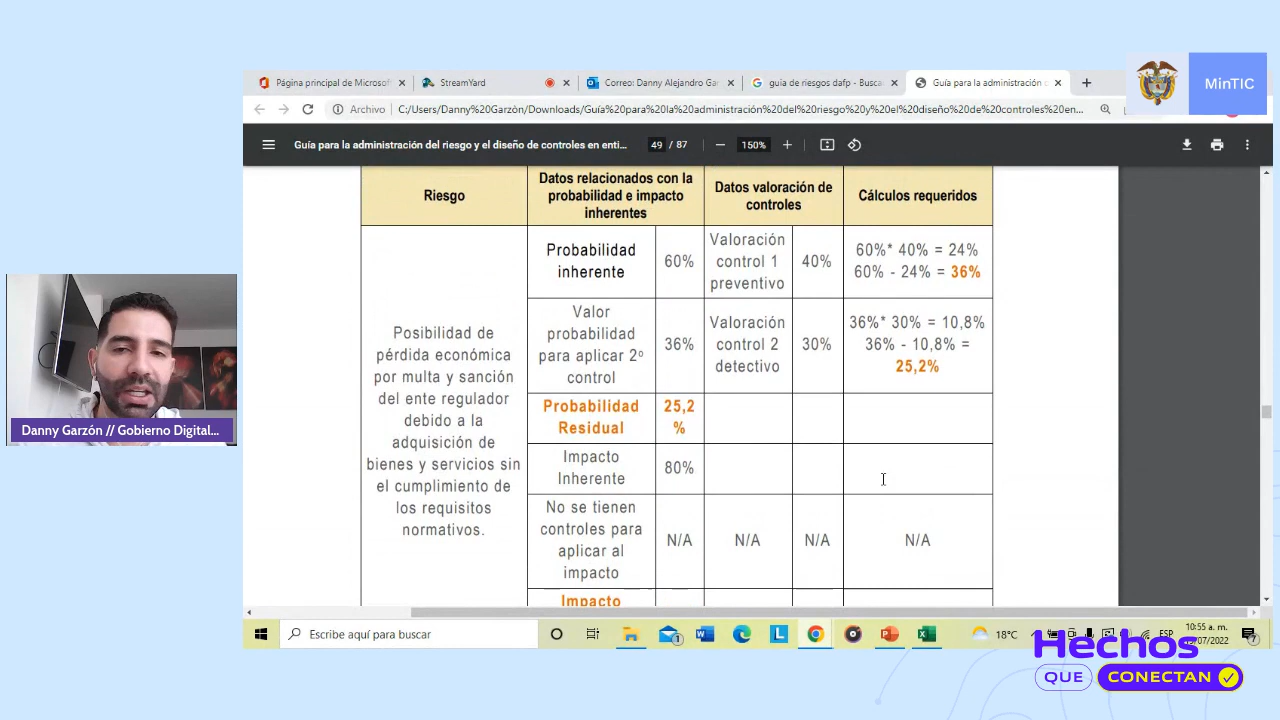 Página principal de Microsof
StreamYard
Correo: Danny Alejandro Gar
guia de riesgos dafp - Busca
Guía para la administración
MinTIC
Archivo
C:/Users/Danny%20Garzón/Downloads/Guía%20para%20la%20administración%20del%20riesgo%20y%20el%20diseño%20de%20controles%20en...
Guía para la administración del riesgo y el diseño de controles en enti...
49 / 87
150%
Riesgo
Datos relacionados con la
probabilidad e impacto
inherentes
Datos valoración de
controles
Cálculos requeridos
Posibilidad de
pérdida económica
por multa y sanción
del ente regulador
debido a la
adquisición de
bienes y servicios sin
el cumplimiento de
los requisitos
normativos.
Probabilidad
inherente
60%
Valoración
control 1
preventivo
40%
60%* 40% = 24%
60% - 24% = 36%
Valor
probabilidad
para aplicar 2º
control
36%
Valoración
control 2
detectivo
30%
36%* 30% = 10,8%
36% - 10,8% =
25,2%
Probabilidad
Residual
25,2
%
Impacto
Inherente
80%
No se tienen
controles para
aplicar al
impacto
N/A
N/A
N/A
N/A
Impacto
Danny Garzón // Gobierno Digital...
Escribe aquí para buscar
18°C
ESP
10:55 a. m.
/07/2022
Hechos
QUE
CONECTAN